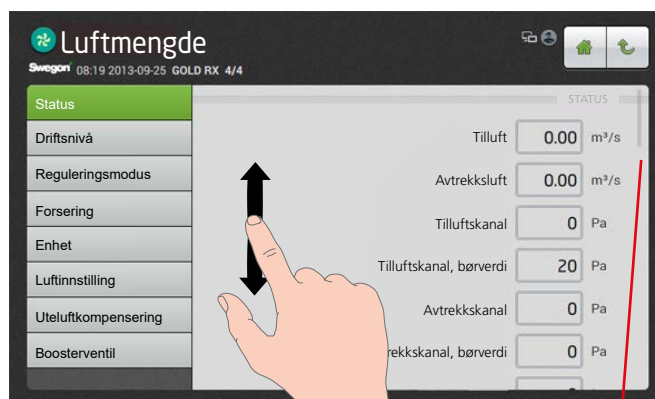 Luftmengde
Swegon 08:19 2013-09-25 GOLD RX 4/4
Status
Driftsnivå
Reguleringsmodus
Forsering
Enhet
Luftinnstilling
Uteluftkompensering
Boosterventil
STATUS
Tilluft 0.00 m³/s
Avtrekksluft 0.00 m³/s
Tilluftskanal 0 Pa
Tilluftskanal, børverdi 20 Pa
Avtrekkskanal 0 Pa
rekkskanal, børverdi 0 Pa